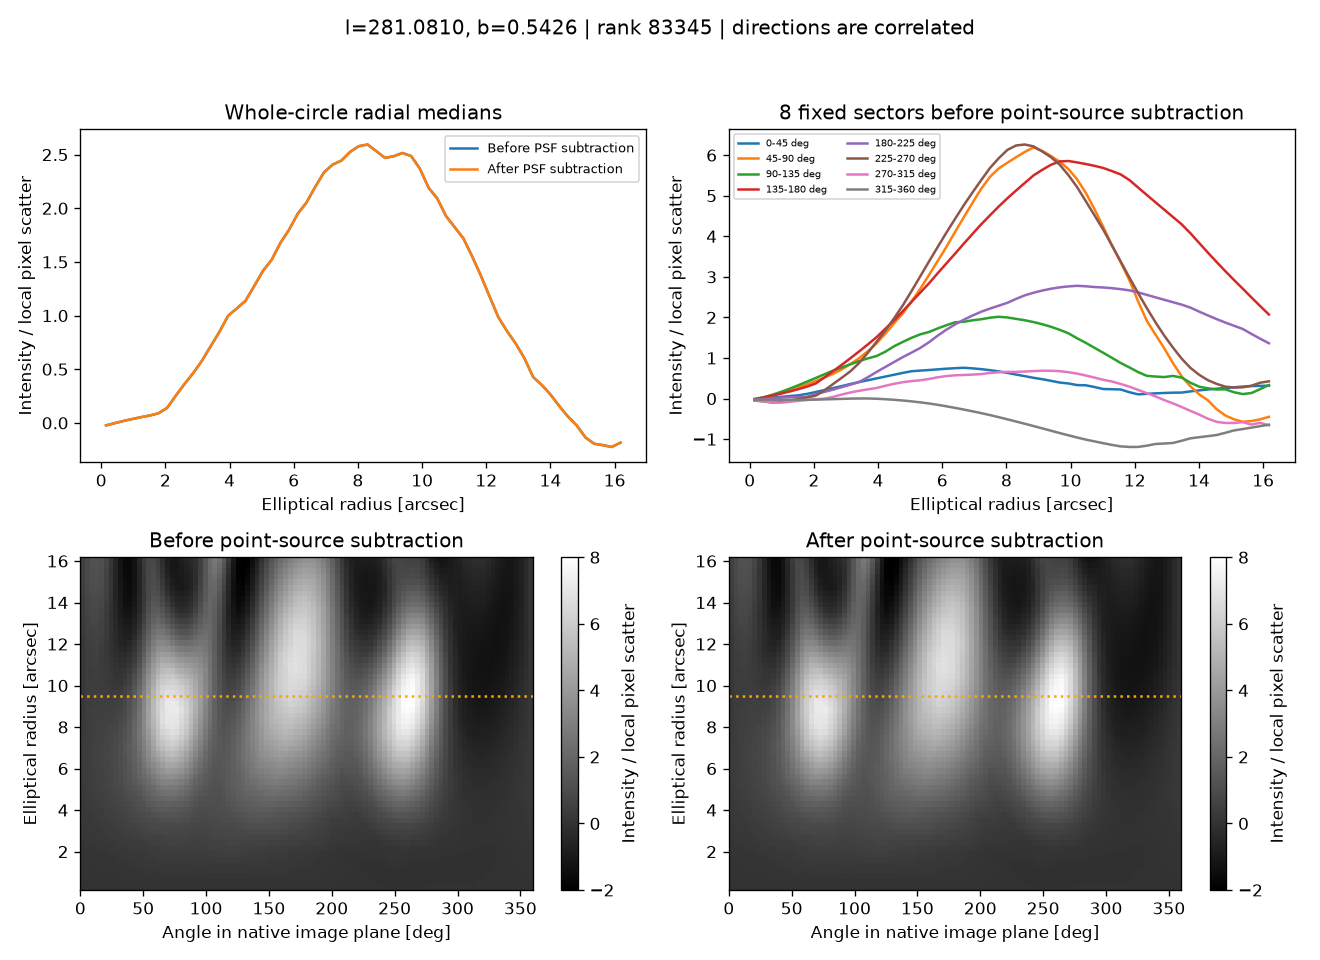 l=281.0810, b=0.5426 | rank 83345 | directions are correlated
Whole-circle radial medians
Intensity / local pixel scatter
2.5
2.0
1.5
1.0
0.5
0.0
Before PSF subtraction
After PSF subtraction
0 2 4 6 8 10 12 14 16
Elliptical radius [arcsec]
8 fixed sectors before point-source subtraction
Intensity / local pixel scatter
6
5
4
3
2
1
0
−1
0-45 deg
45-90 deg
90-135 deg
135-180 deg
180-225 deg
225-270 deg
270-315 deg
315-360 deg
0 2 4 6 8 10 12 14 16
Elliptical radius [arcsec]
Before point-source subtraction
Elliptical radius [arcsec]
16
14
12
10
8
6
4
2
0 50 100 150 200 250 300 350
Angle in native image plane [deg]
8
6
4
2
0
−2
Intensity / local pixel scatter
After point-source subtraction
Elliptical radius [arcsec]
16
14
12
10
8
6
4
2
0 50 100 150 200 250 300 350
Angle in native image plane [deg]
8
6
4
2
0
−2
Intensity / local pixel scatter